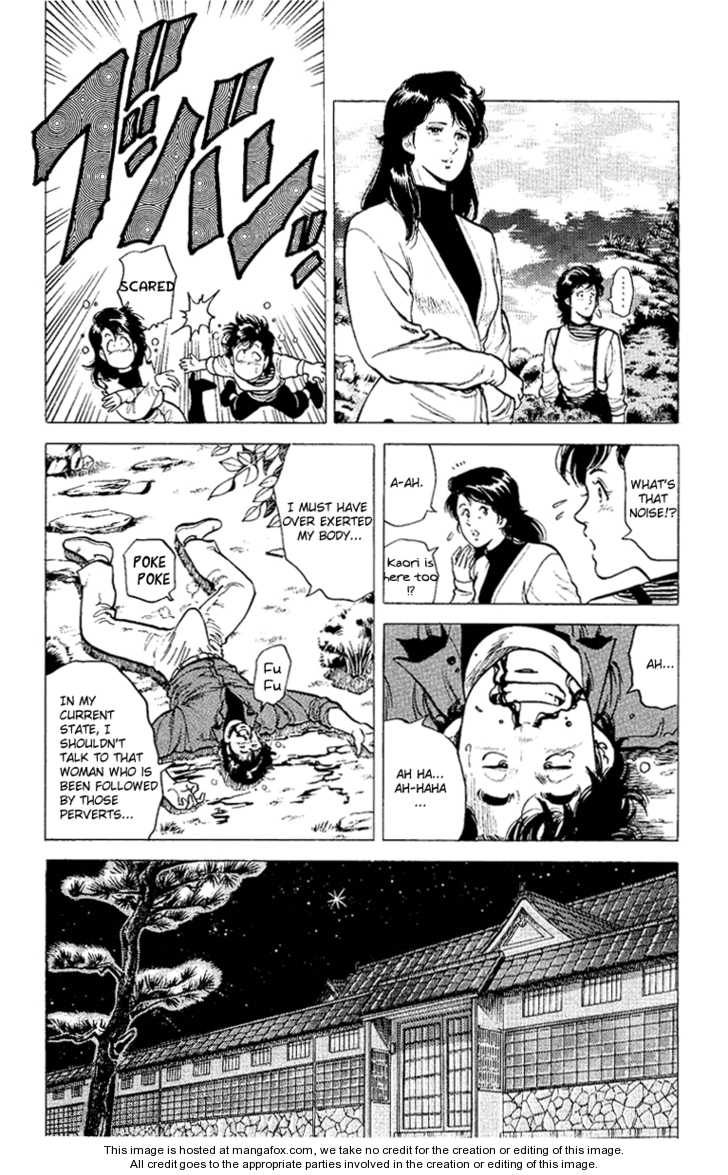 ....
ズババン
SCARED
WHAT'S
THAT
NOISE!?
A-AH.
Kaori is
here too
!?
AH...
AH HA...
AH-HAHA
...
I MUST HAVE
OVER EXERTED
MY BODY...
POKE
POKE
Fu
Fu
IN MY
CURRENT
STATE, I
SHOULDN'T
TALK TO THAT
WOMAN WHO IS
BEEN FOLLOWED
BY THOSE
PERVERTS...
This image is hosted at mangafox.com, we take no credit for the creation or editing of this image.
All credit goes to the appropriate parties involved in the creation or editing of this image.